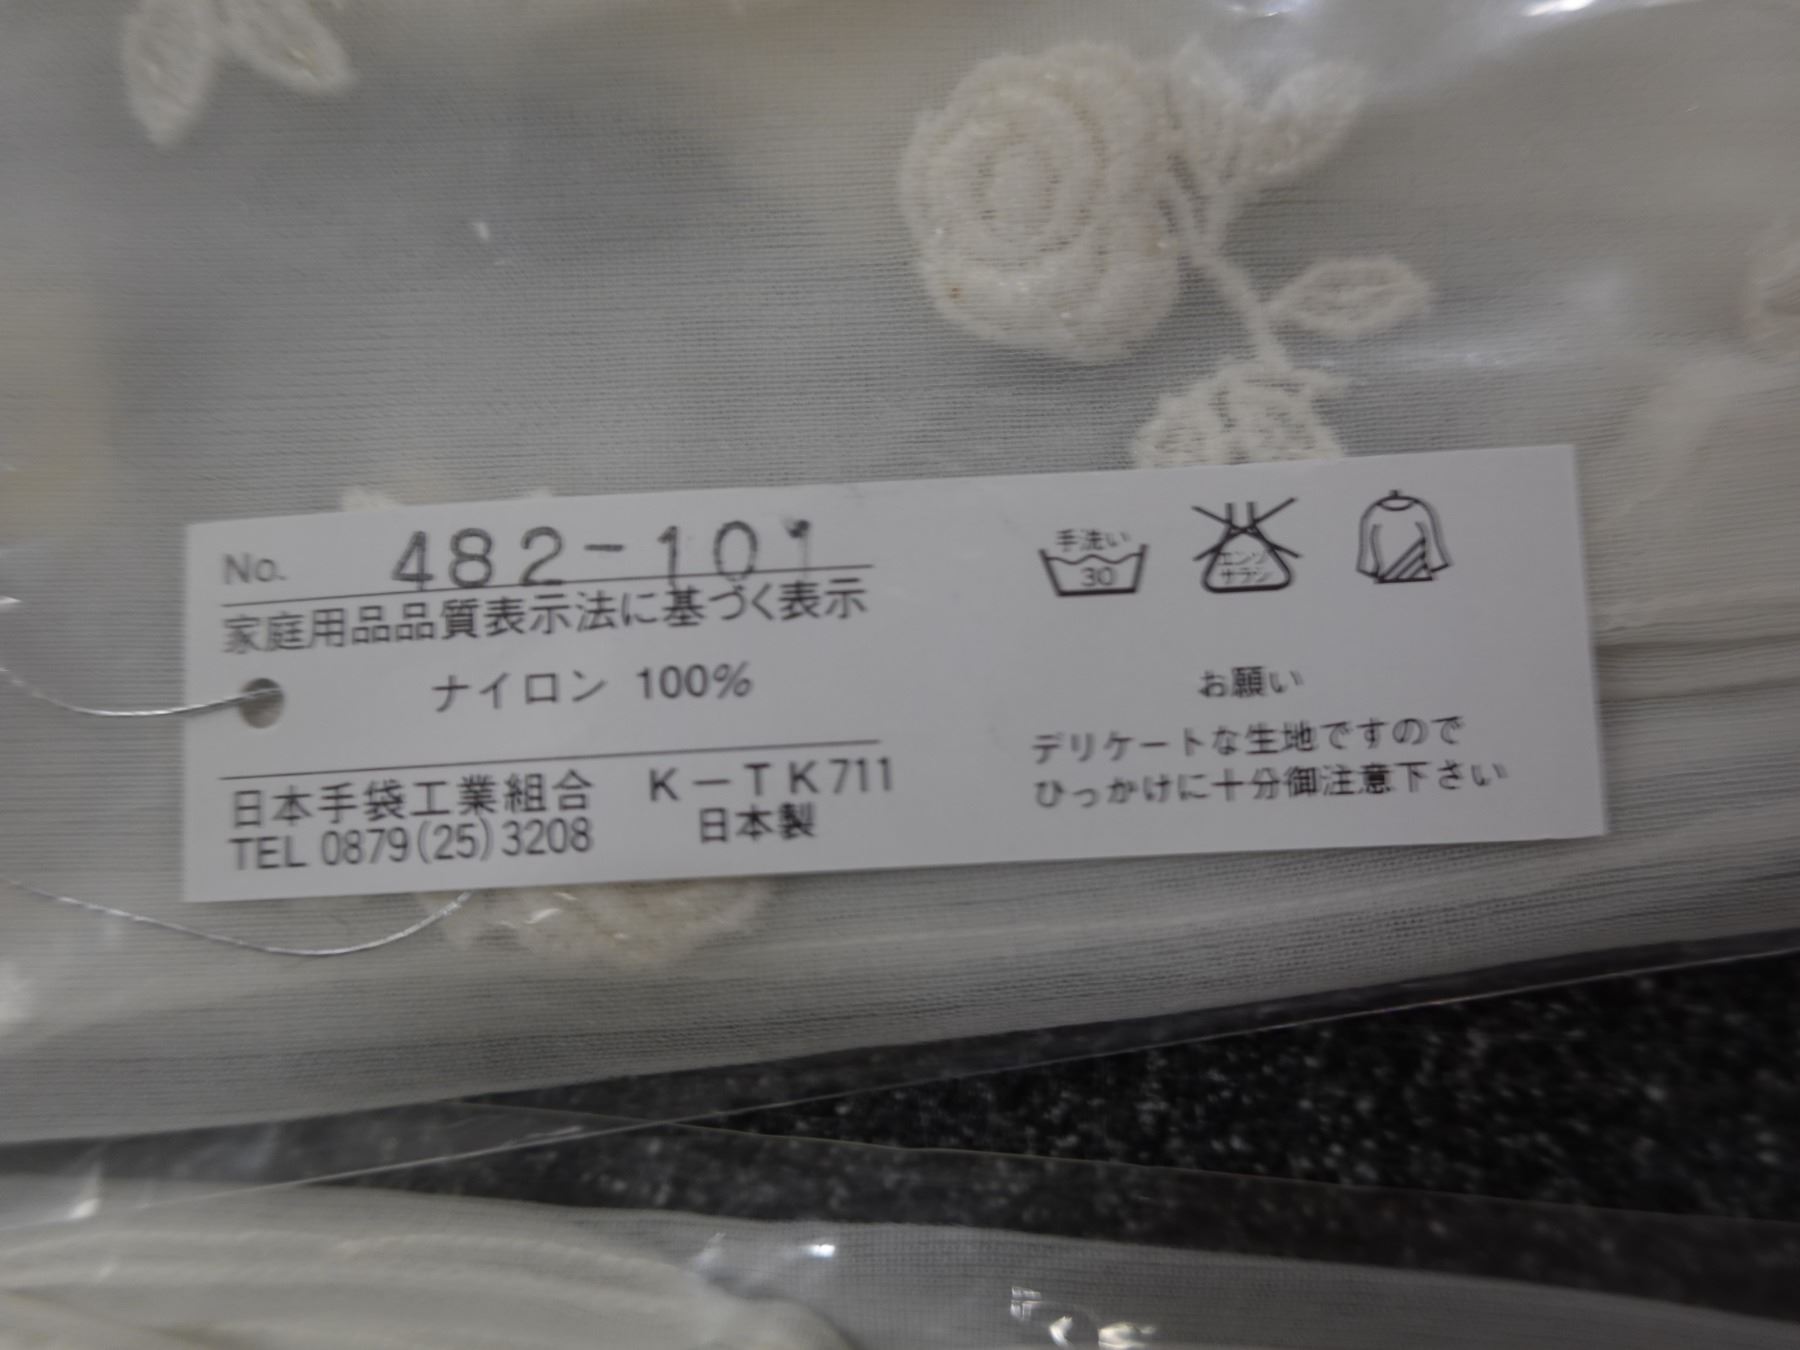 No. 482-101
家庭用品品質表示法に基づく表示
ナイロン 100%
日本手袋工業組合 K－TK711
TEL 0879(25)3208 日本製
手洗い
30
エンソ
サラシ
お願い
デリケートな生地ですので
ひっかけに十分御注意下さい